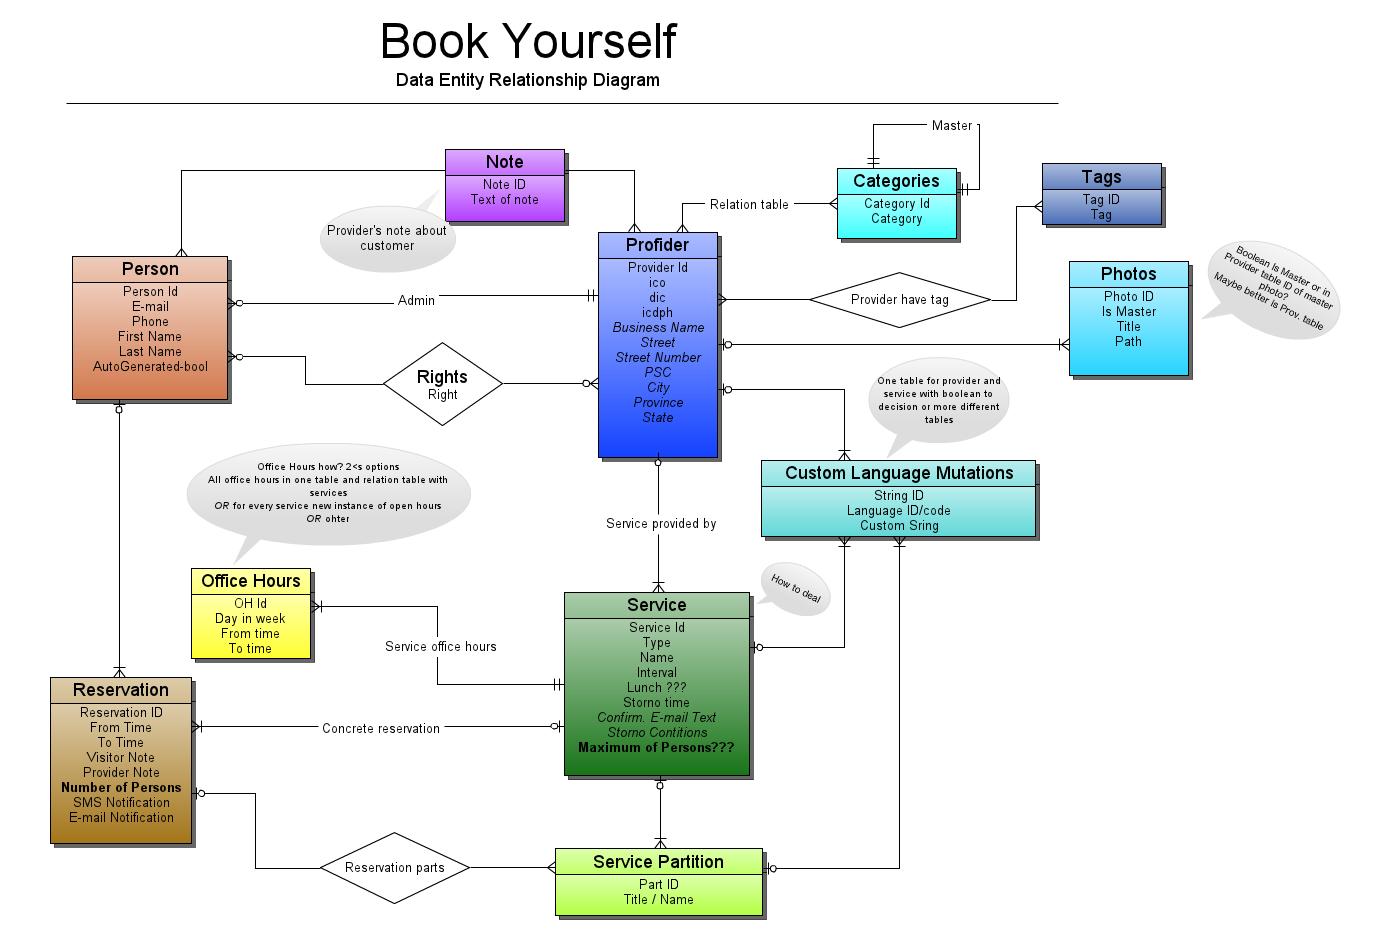 Book Yourself
Data Entity Relationship Diagram
Master
Note
Note ID
Text of note
Provider's note about
customer
Categories
Category Id
Category
Relation table
Tags
Tag ID
Tag
Person
Person Id
E-mail
Phone
First Name
Last Name
AutoGenerated-bool
Admin
Rights
Right
Profider
Provider Id
ico
dic
icdph
Business Name
Street
Street Number
PSC
City
Province
State
Provider have tag
Photos
Photo ID
Is Master
Title
Path
Boolean Is Master or in
Provider table ID of master
photo?
Maybe better is Prov. table
One table for provider and
service with boolean to
decision or more different
tables
Custom Language Mutations
String ID
Language ID/code
Custom Sring
Office Hours how? 2<s options
All office hours in one table and relation table with
services
OR for every service new instance of open hours
OR ohter
Service provided by
Office Hours
OH Id
Day in week
From time
To time
Service office hours
How to deal
Service
Service Id
Type
Name
Interval
Lunch ???
Storno time
Confirm. E-mail Text
Storno Contitions
Maximum of Persons???
Reservation
Reservation ID
From Time
To Time
Visitor Note
Provider Note
Number of Persons
SMS Notification
E-mail Notification
Concrete reservation
Reservation parts
Service Partition
Part ID
Title / Name